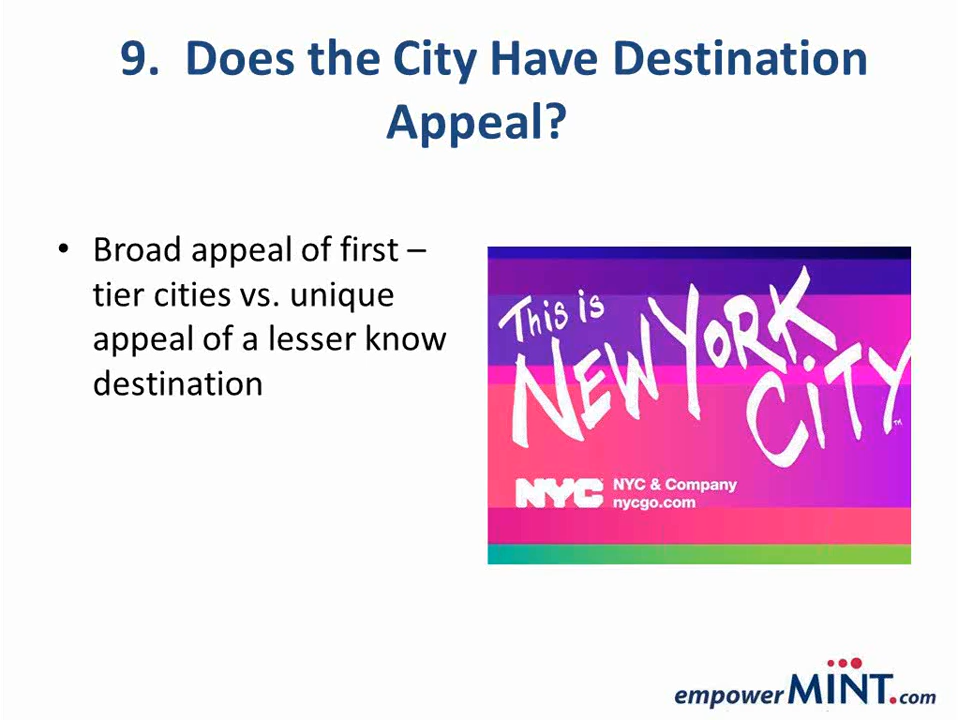 9. Does the City Have Destination
Appeal?
• Broad appeal of first –
tier cities vs. unique
appeal of a lesser know
destination
This is
NEW YORK
CiTY™
NYC
NYC & Company
nycgo.com
empowerMINT.com